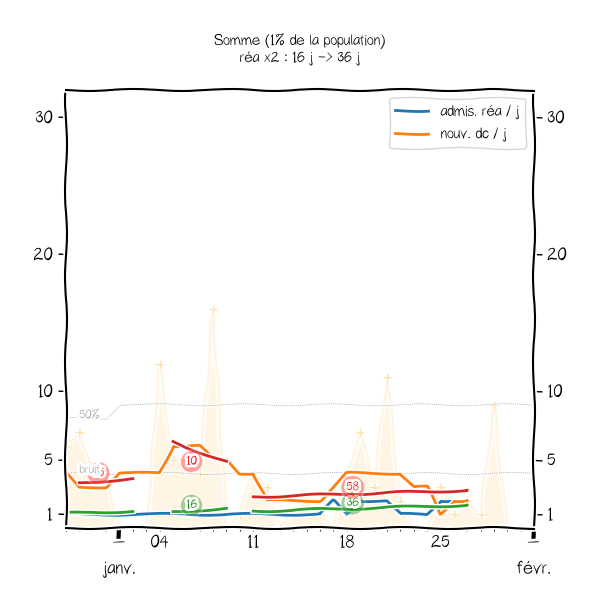 Somme (1% de la population)
réa x2 : 16 j -> 36 j
admis. réa / j
nouv. dc / j
30
30
20
20
10
10
50%
bruit
10
58
5
5
16
36
1
1
04
11
18
25
janv.
févr.